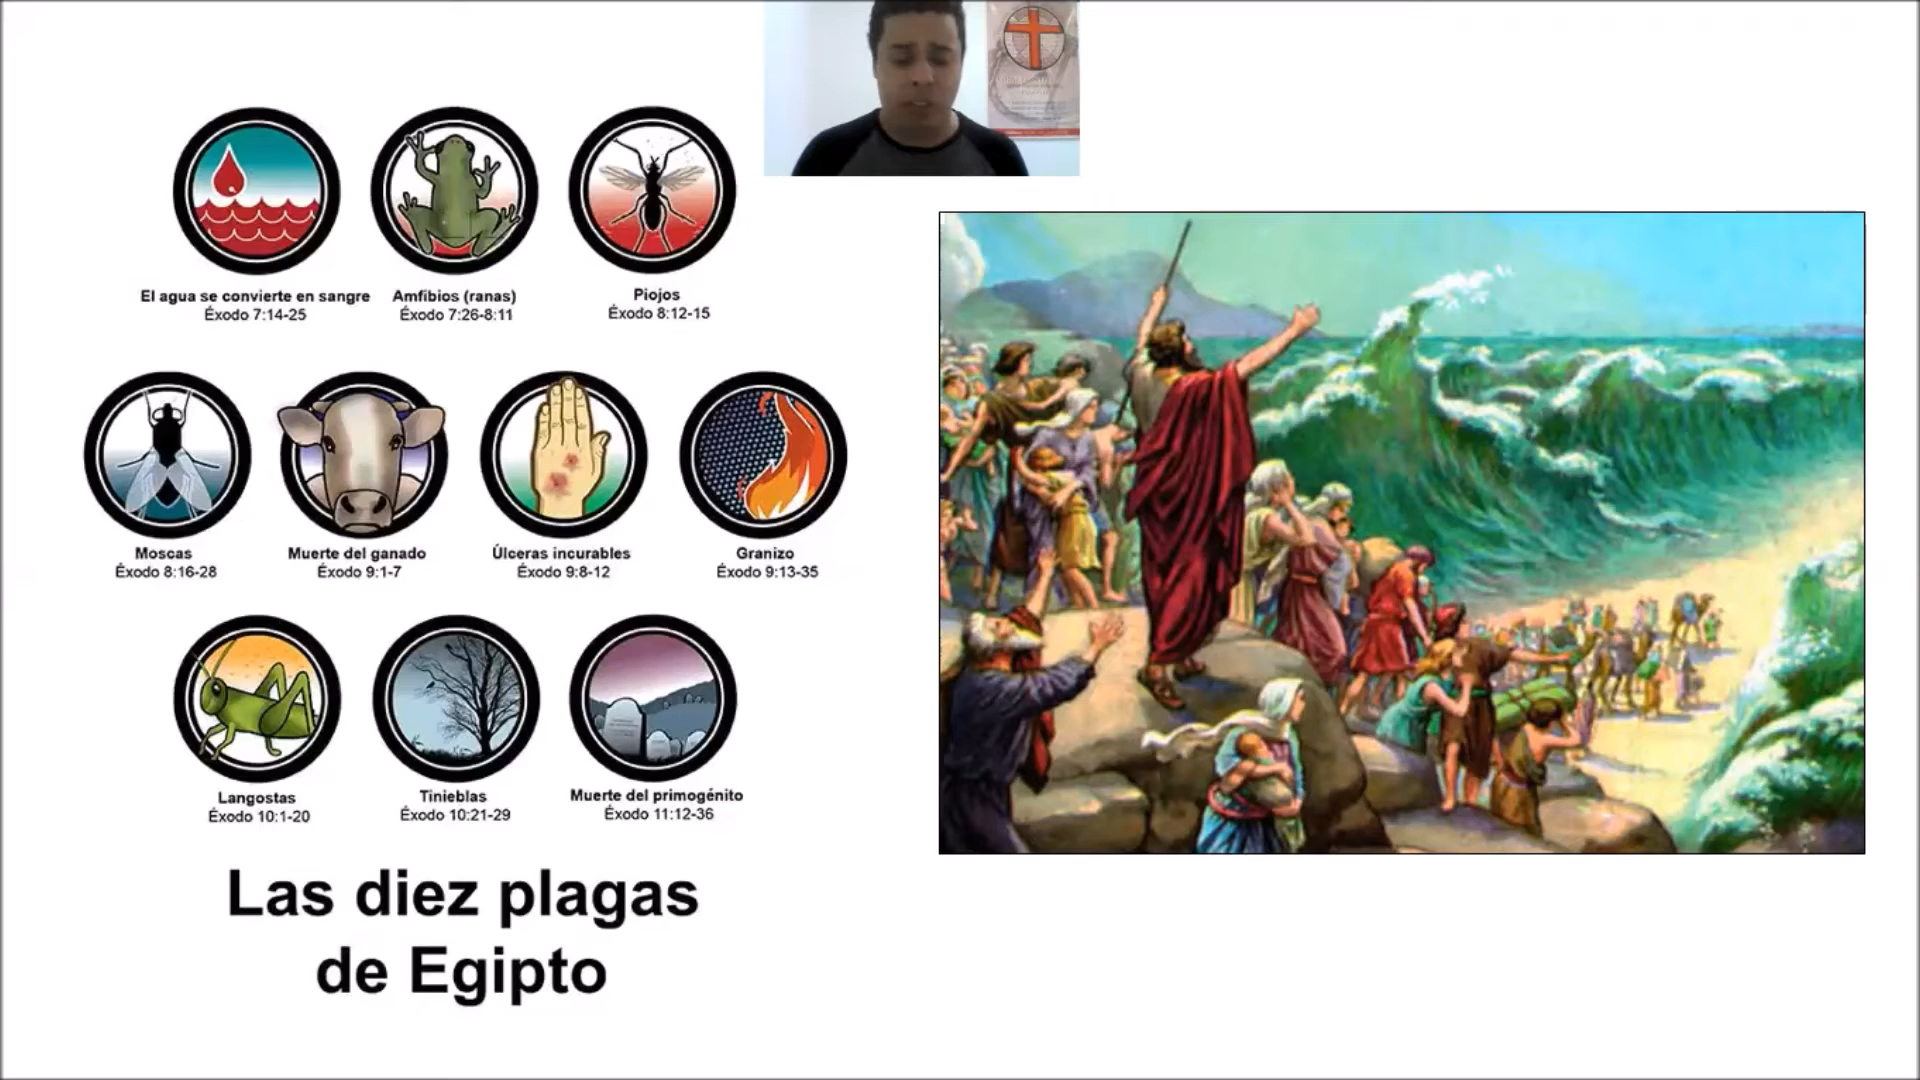 El agua se convierte en sangre
Éxodo 7:14-25
Amfibios (ranas)
Éxodo 7:26-8:11
Piojos
Éxodo 8:12-15
Moscas
Éxodo 8:16-28
Muerte del ganado
Éxodo 9:1-7
Úlceras incurables
Éxodo 9:8-12
Granizo
Éxodo 9:13-35
Langostas
Éxodo 10:1-20
Tinieblas
Éxodo 10:21-29
Muerte del primogénito
Éxodo 11:12-36
Las diez plagas
de Egipto